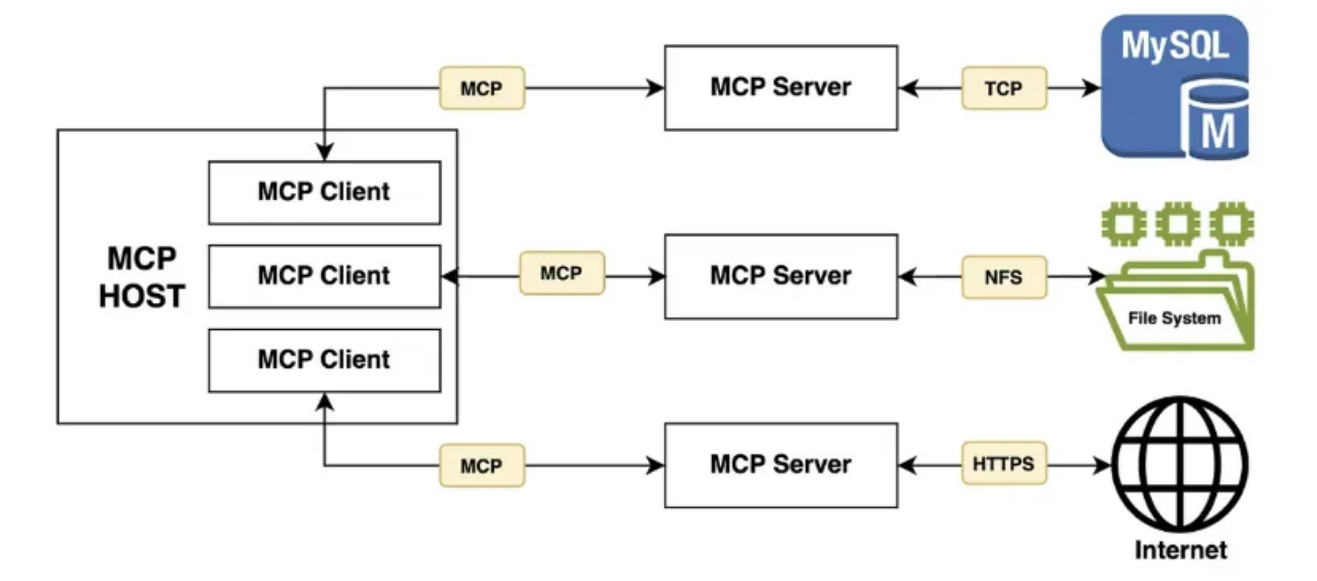 MCP
MCP Server
TCP
MySQL
M
MCP HOST
MCP Client
MCP Client
MCP Client
MCP
MCP Server
NFS
File System
MCP
MCP Server
HTTPS
Internet